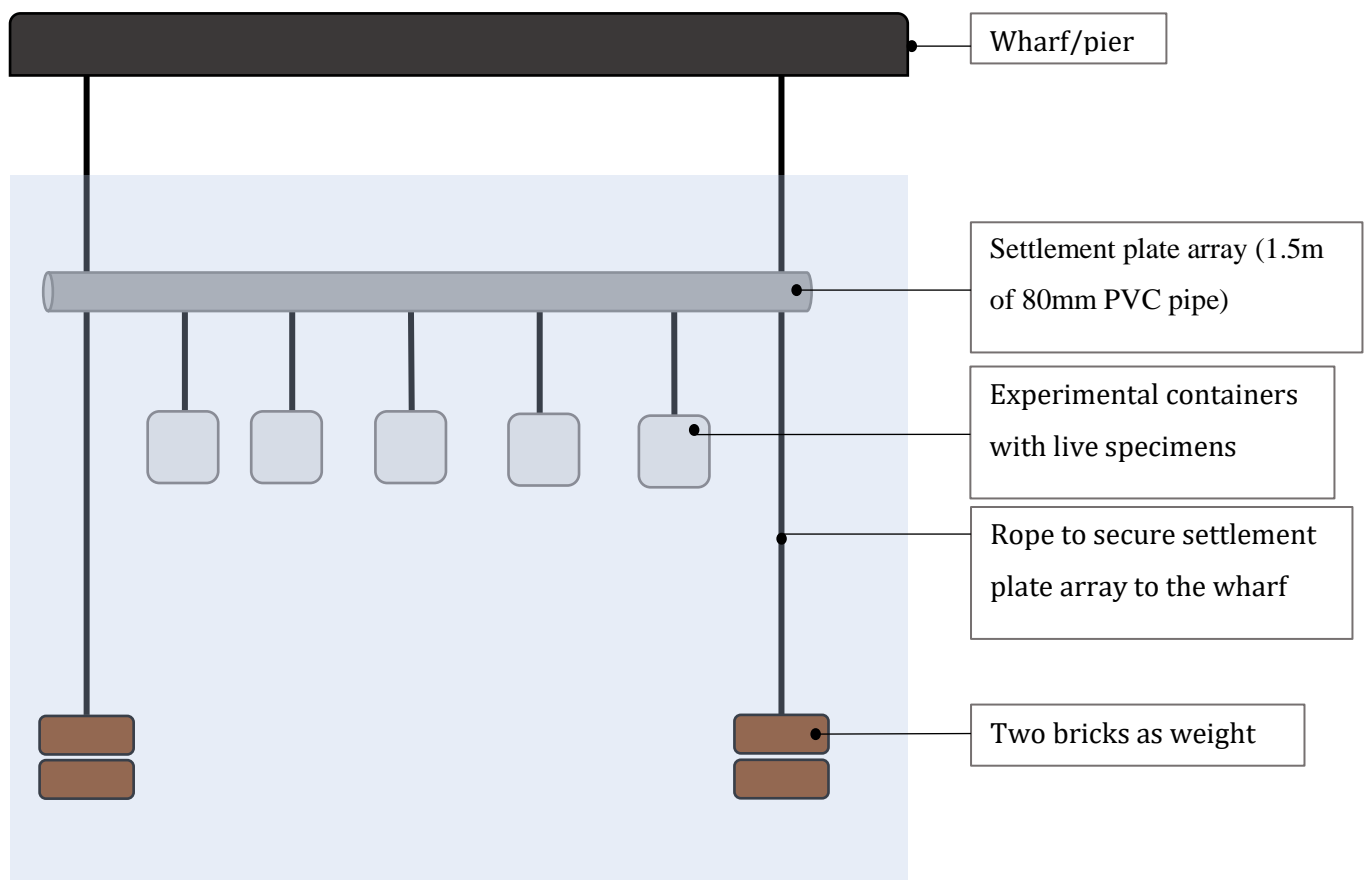 Wharf/pier
Settlement plate array (1.5m
of 80mm PVC pipe)
Experimental containers
with live specimens
Rope to secure settlement
plate array to the wharf
Two bricks as weight